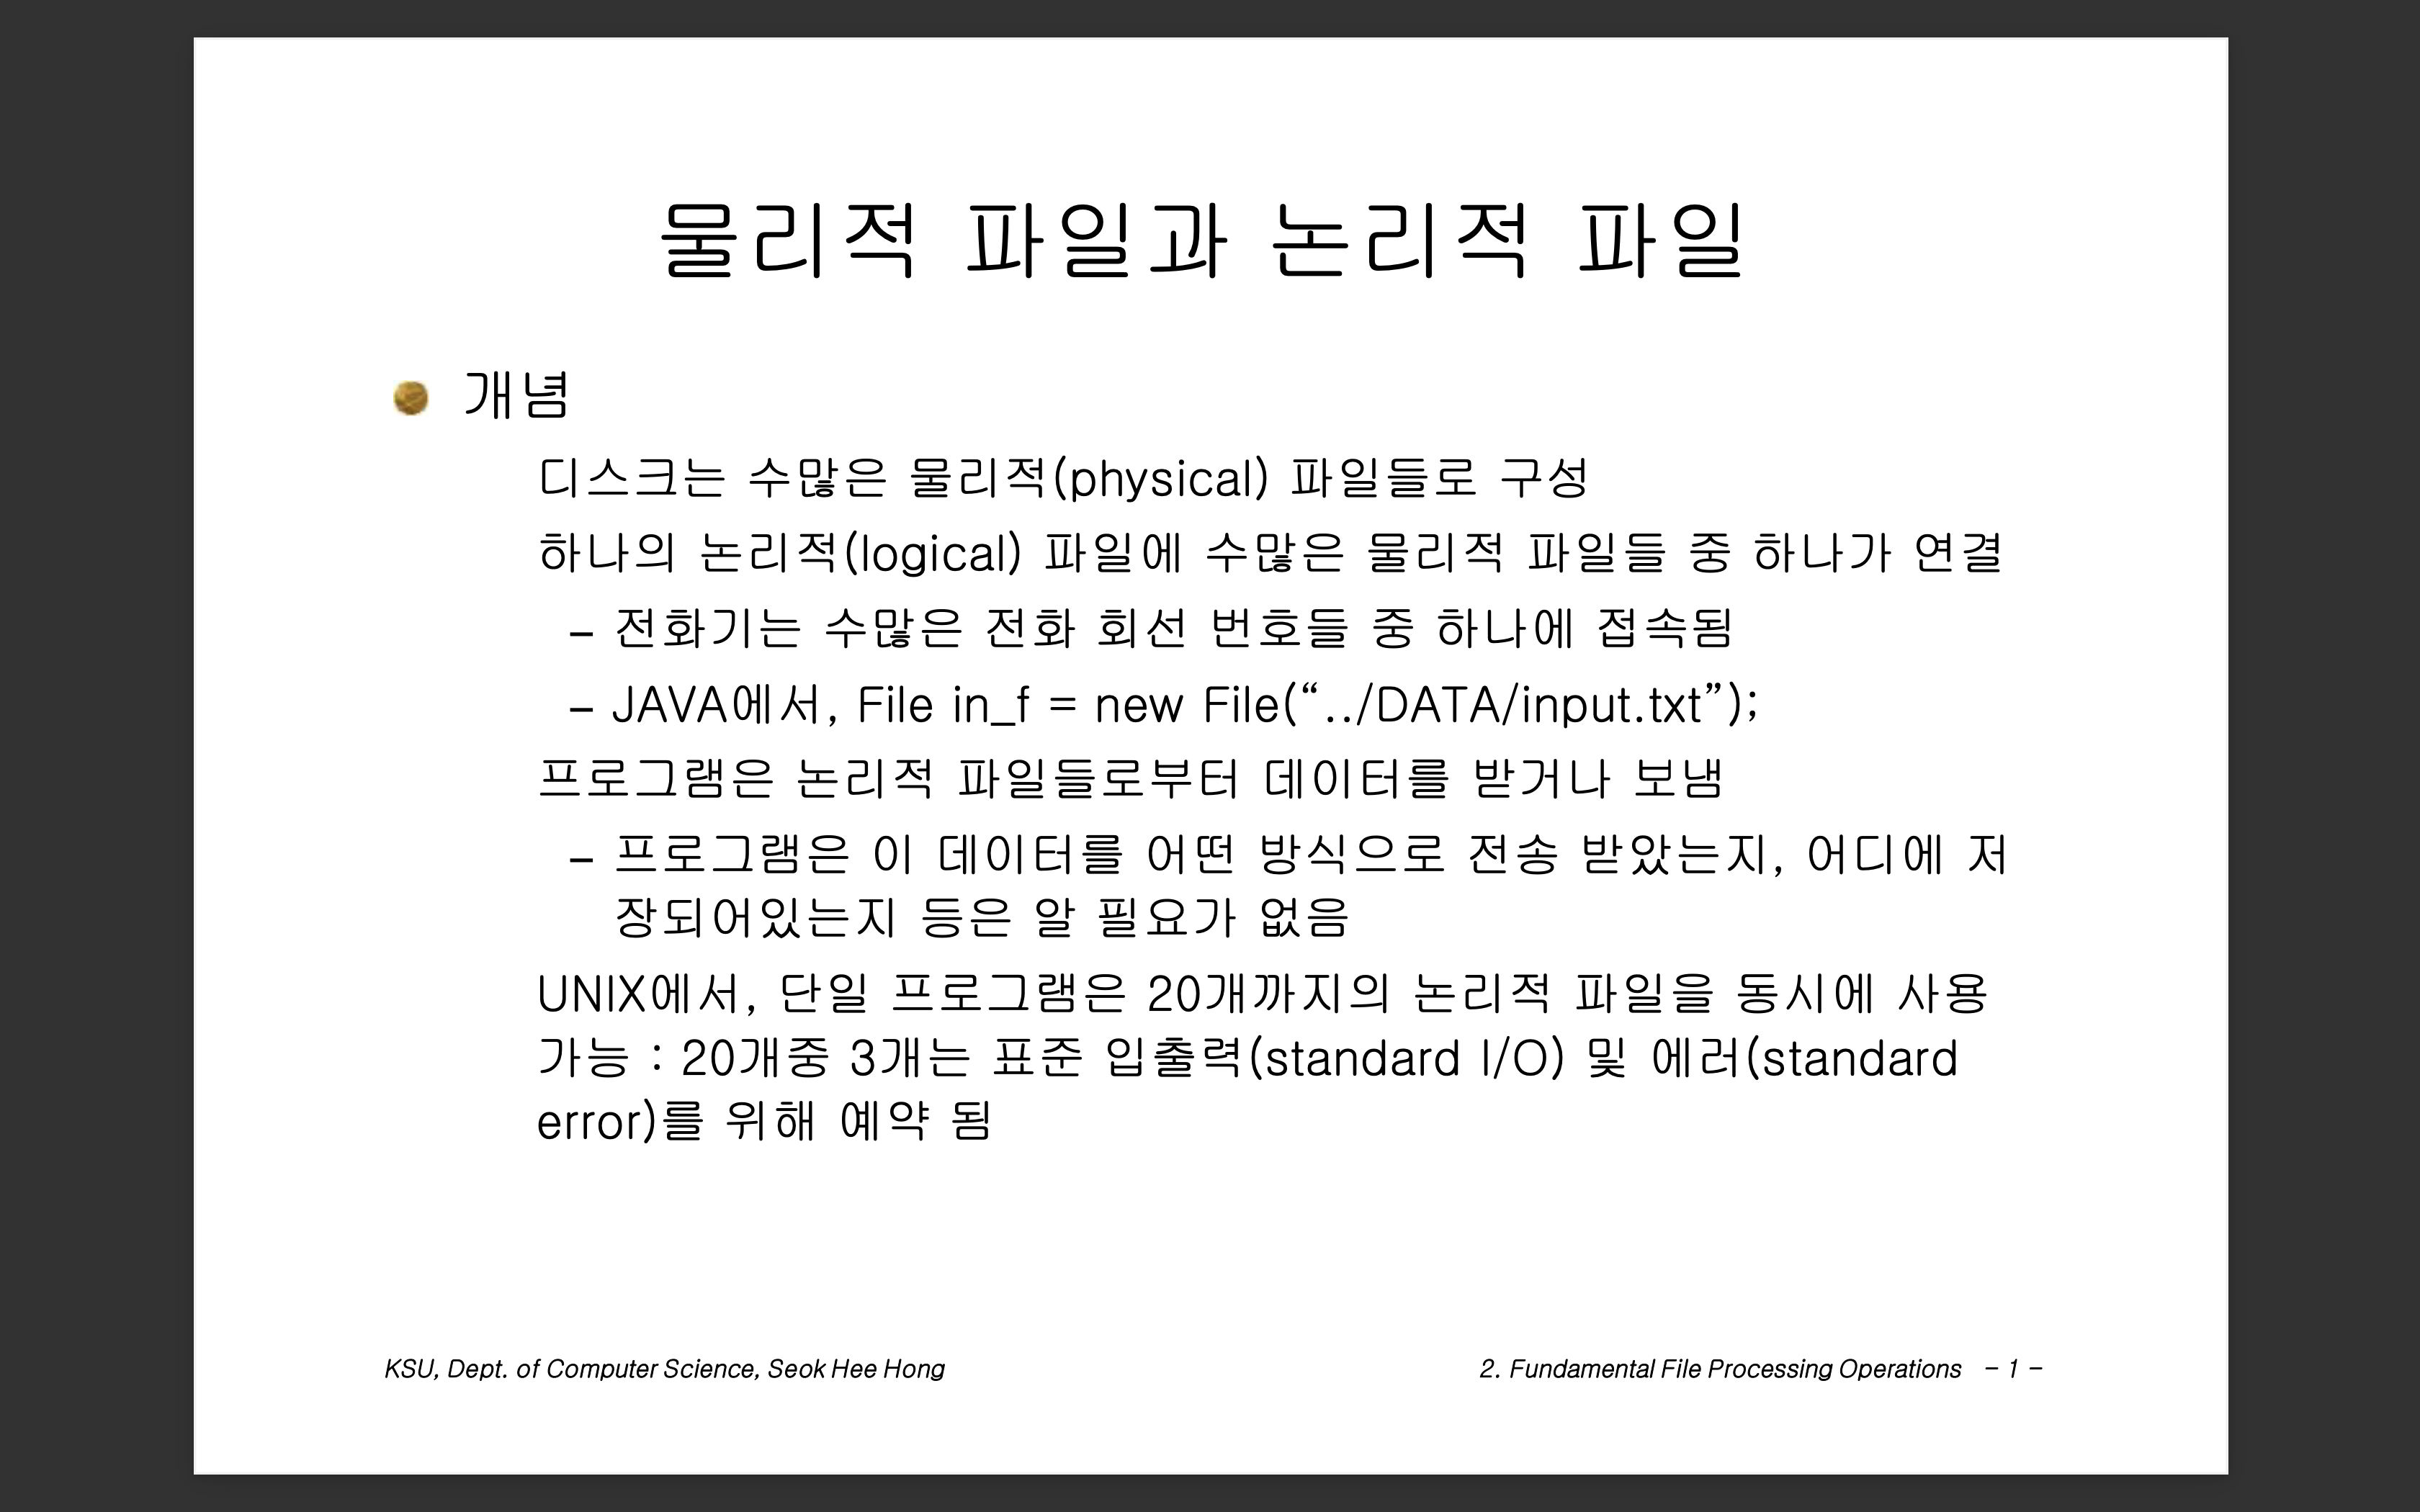 물리적 파일과 논리적 파일
개념
디스크는 수많은 물리적(physical) 파일들로 구성
하나의 논리적(logical) 파일에 수많은 물리적 파일들 중 하나가 연결
– 전화기는 수많은 전화 회선 번호들 중 하나에 접속됨
– JAVA에서, File in_f = new File(“../DATA/input.txt”);
프로그램은 논리적 파일들로부터 데이터를 받거나 보냄
– 프로그램은 이 데이터를 어떤 방식으로 전송 받았는지, 어디에 저
장되어있는지 등은 알 필요가 없음
UNIX에서, 단일 프로그램은 20개까지의 논리적 파일을 동시에 사용
가능 : 20개중 3개는 표준 입출력(standard I/O) 및 에러(standard
error)를 위해 예약 됨
KSU, Dept. of Computer Science, Seok Hee Hong
2. Fundamental File Processing Operations – 1 –